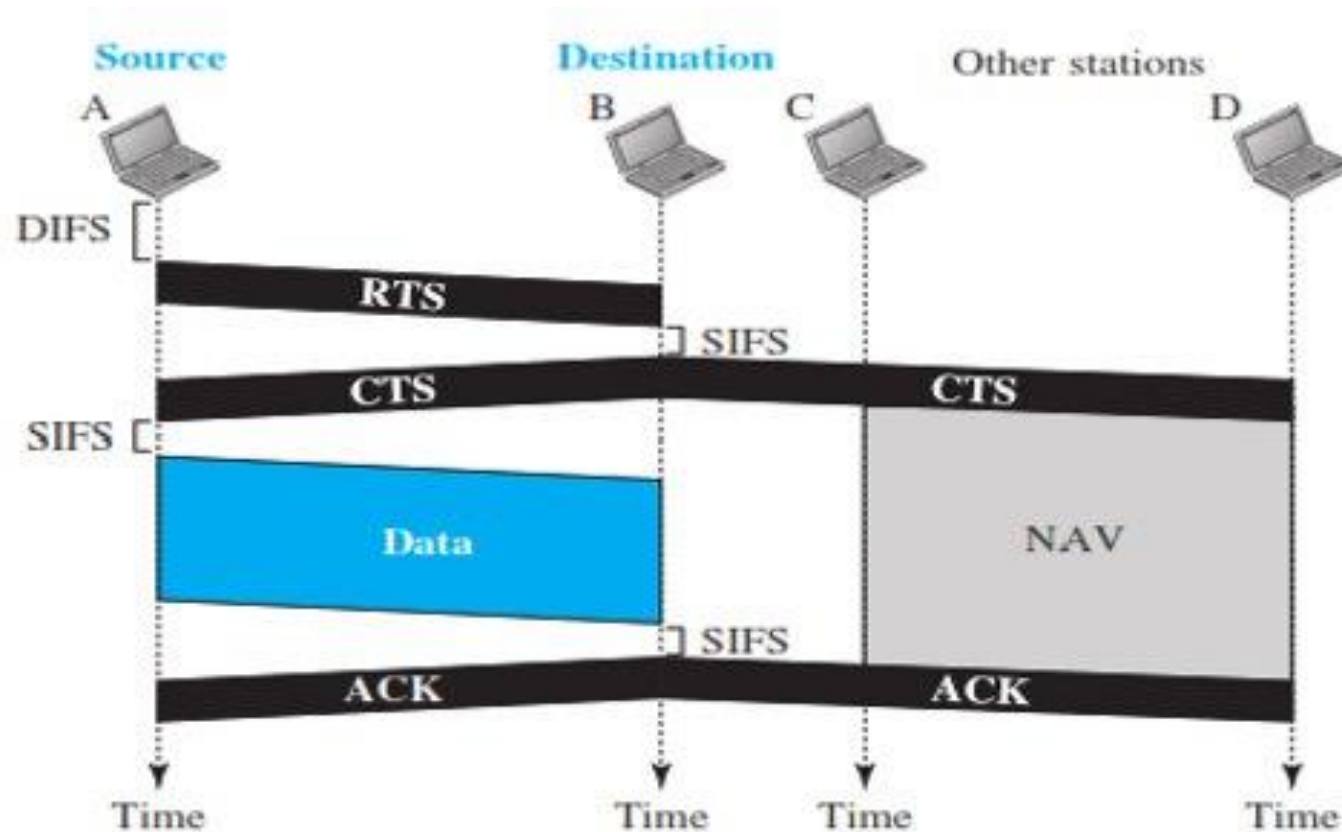 Source Destination Other stations
A B C D
DIFS
RTS
SIFS
CTS CTS
SIFS
Data NAV
SIFS
ACK ACK
Time Time Time Time